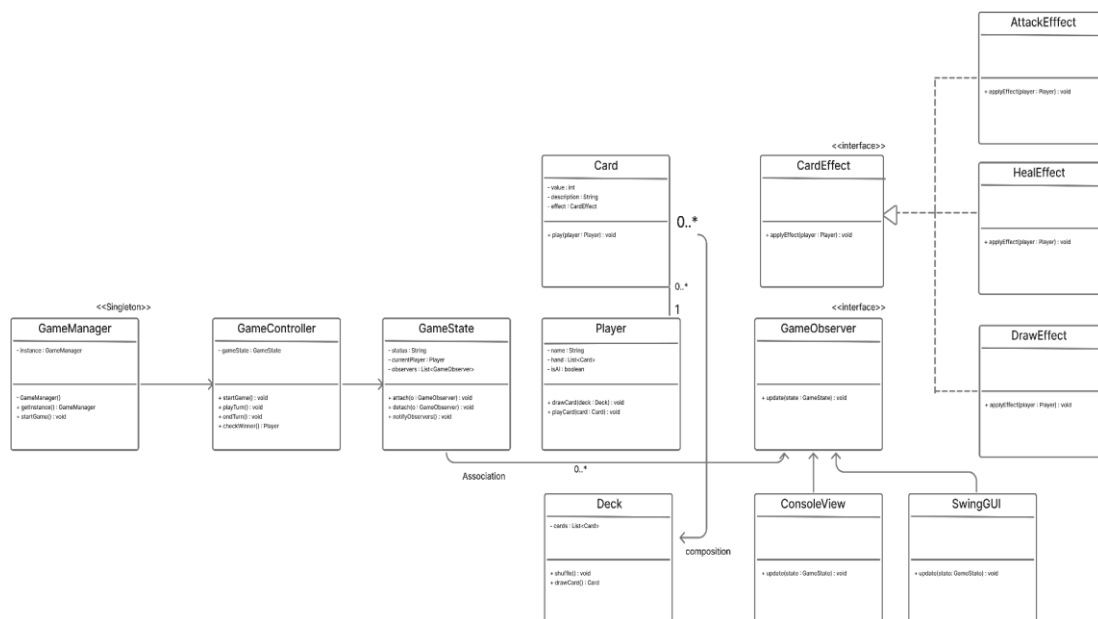 AttackEfffect
+ applyEffect(player : Player) : void
<<interface>>
Card
- value : int
- description : String
- effect : CardEffect
+ play(player : Player) : void
0..*
0..*
1
CardEffect
+ applyEffect(player : Player) : void
HealEffect
+ applyEffect(player : Player) : void
<<Singleton>>
GameManager
- instance : GameManager
- GameManager()
+ getInstance() : GameManager
+ startGame() : void
GameController
- gameState : GameState
+ startGame() : void
+ playTurn() : void
+ endTurn() : void
+ checkWinner() : Player
GameState
- status : String
- currentPlayer : Player
- observers : List<GameObserver>
+ attach(o : GameObserver) : void
+ detach(o : GameObserver) : void
+ notifyObservers() : void
Player
- name : String
- hand : List<Card>
- isAI : boolean
+ drawCard(deck : Deck) : void
+ playCard(card : Card) : void
<<interface>>
GameObserver
+ update(state : GameState) : void
DrawEffect
+ applyEffect(player : Player) : void
Association
0..*
Deck
- cards : List<Card>
+ shuffle() : void
+ drawCard() : Card
composition
ConsoleView
+ update(state : GameState) : void
SwingGUI
+ update(state: GameState) : void